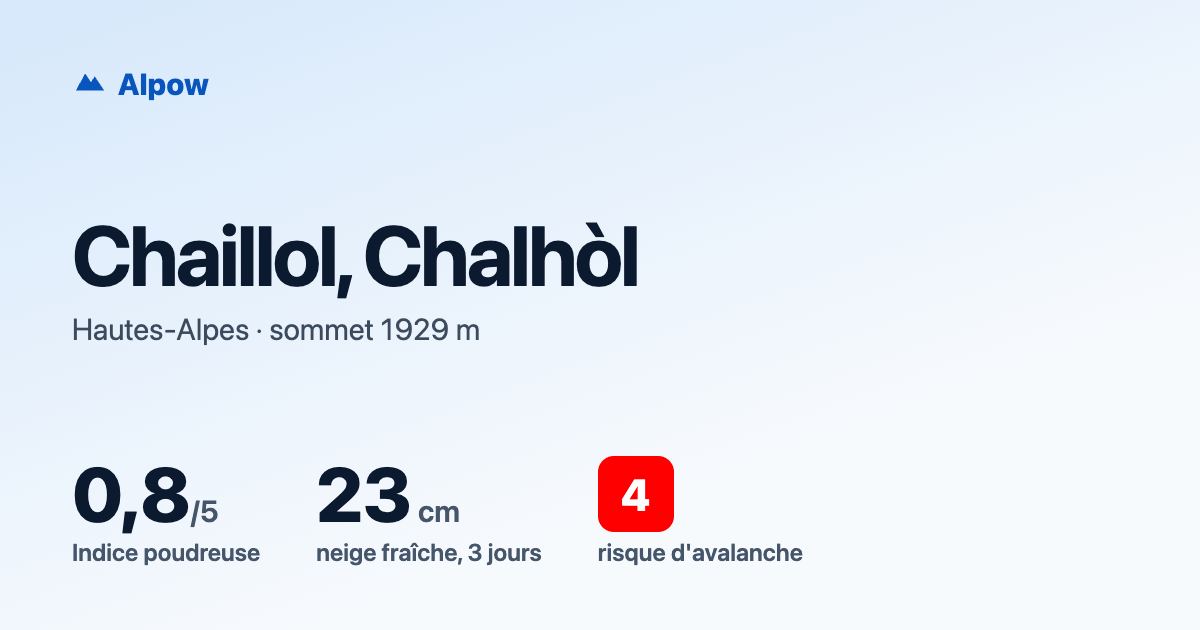 Alpow
Chaillol, Chalhòl
Hautes-Alpes · sommet 1929 m
0,8/5
Indice poudreuse
23 cm
neige fraîche, 3 jours
4
risque d'avalanche